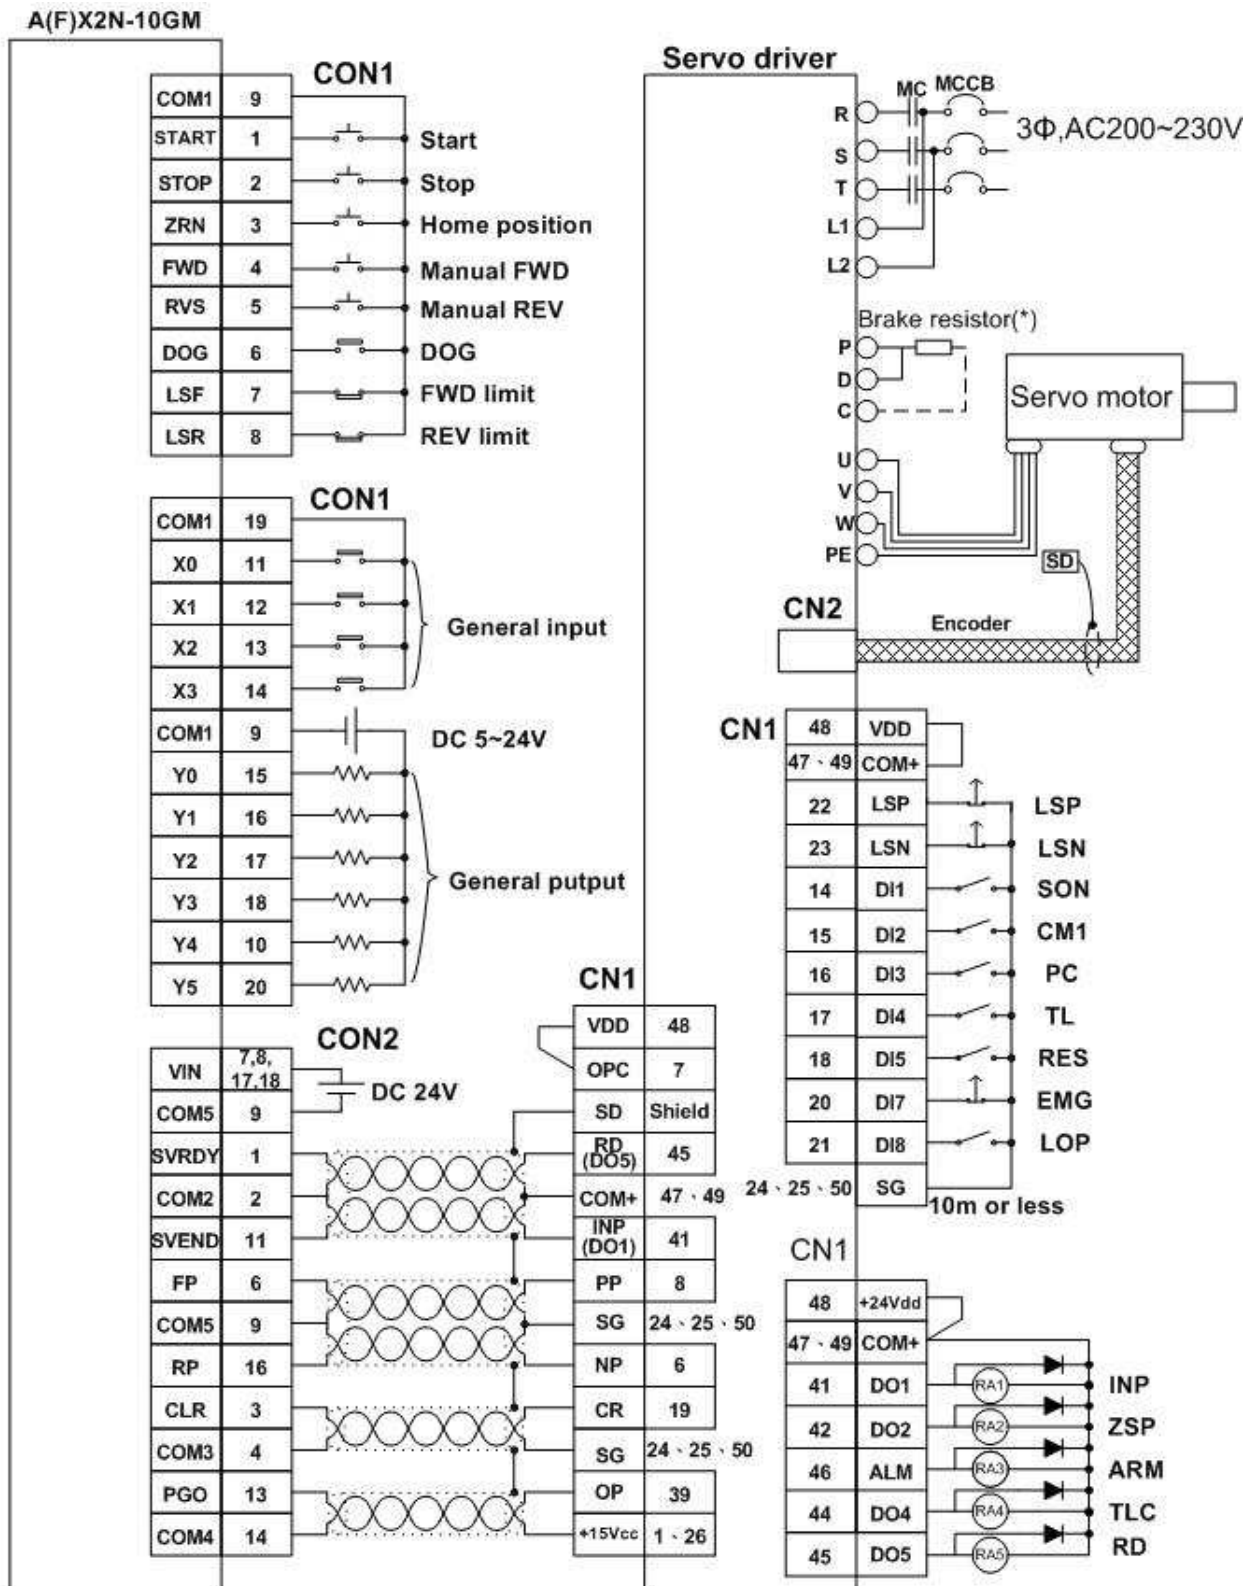 A(F)X2N-10GM
CON1
COM1 9
START 1 Start
STOP 2 Stop
ZRN 3 Home position
FWD 4 Manual FWD
RVS 5 Manual REV
DOG 6 DOG
LSF 7 FWD limit
LSR 8 REV limit
CON1
COM1 19
X0 11
X1 12
X2 13
X3 14
General input
COM1 9 DC 5~24V
Y0 15
Y1 16
Y2 17
Y3 18
Y4 10
Y5 20
General putput
CON2
VIN 7,8, 17,18
DC 24V
COM5 9
SVRDY 1
COM2 2
SVEND 11
FP 6
COM5 9
RP 16
CLR 3
COM3 4
PGO 13
COM4 14
CN1
VDD 48
OPC 7
SD Shield
RD (DO5) 45
COM+ 47、49
INP (DO1) 41
PP 8
SG 24、25、50
NP 6
CR 19
SG 24、25、50
OP 39
+15Vcc 1、26
Servo driver
MC MCCB
R
S
T
L1
L2
3Φ,AC200~230V
Brake resistor(*)
P
D
C
Servo motor
U
V
W
PE
SD
CN2
Encoder
CN1
48 VDD
47、49 COM+
22 LSP LSP
23 LSN LSN
14 DI1 SON
15 DI2 CM1
16 DI3 PC
17 DI4 TL
18 DI5 RES
20 DI7 EMG
21 DI8 LOP
24、25、50 SG
10m or less
CN1
48 +24Vdd
47、49 COM+
41 DO1 RA1 INP
42 DO2 RA2 ZSP
46 ALM RA3 ARM
44 DO4 RA4 TLC
45 DO5 RA5 RD